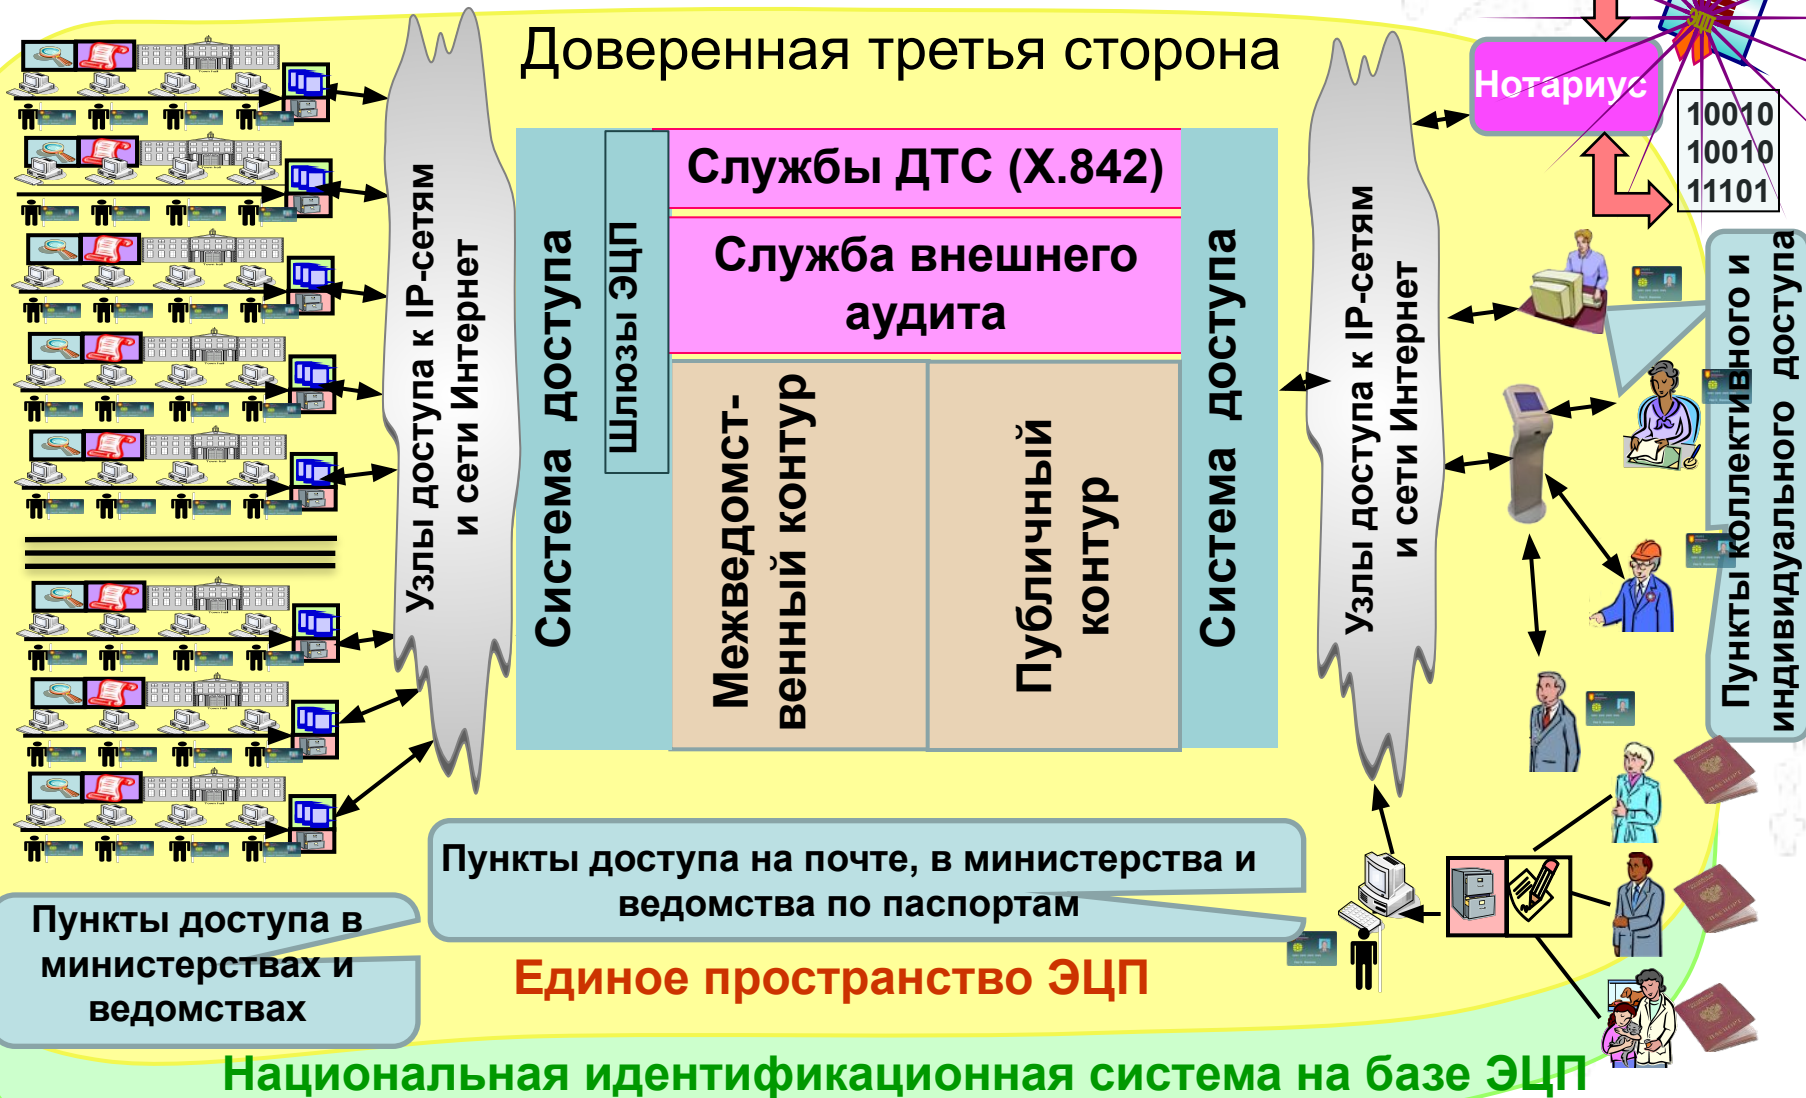 Доверенная третья сторона
ЭЦП
Нотариус
10010
10010
11101
Узлы доступа к IP-сетям
и сети Интернет
Система доступа
Шлюзы ЭЦП
Службы ДТС (X.842)
Служба внешнего
аудита
Межведомст-
венный контур
Публичный
контур
Система доступа
Узлы доступа к IP-сетям
и сети Интернет
Пункты коллективного и
индивидуального доступа
Пункты доступа на почте, в министерства и
ведомства по паспортам
Пункты доступа в
министерствах и
ведомствах
Единое пространство ЭЦП
Национальная идентификационная система на базе ЭЦП